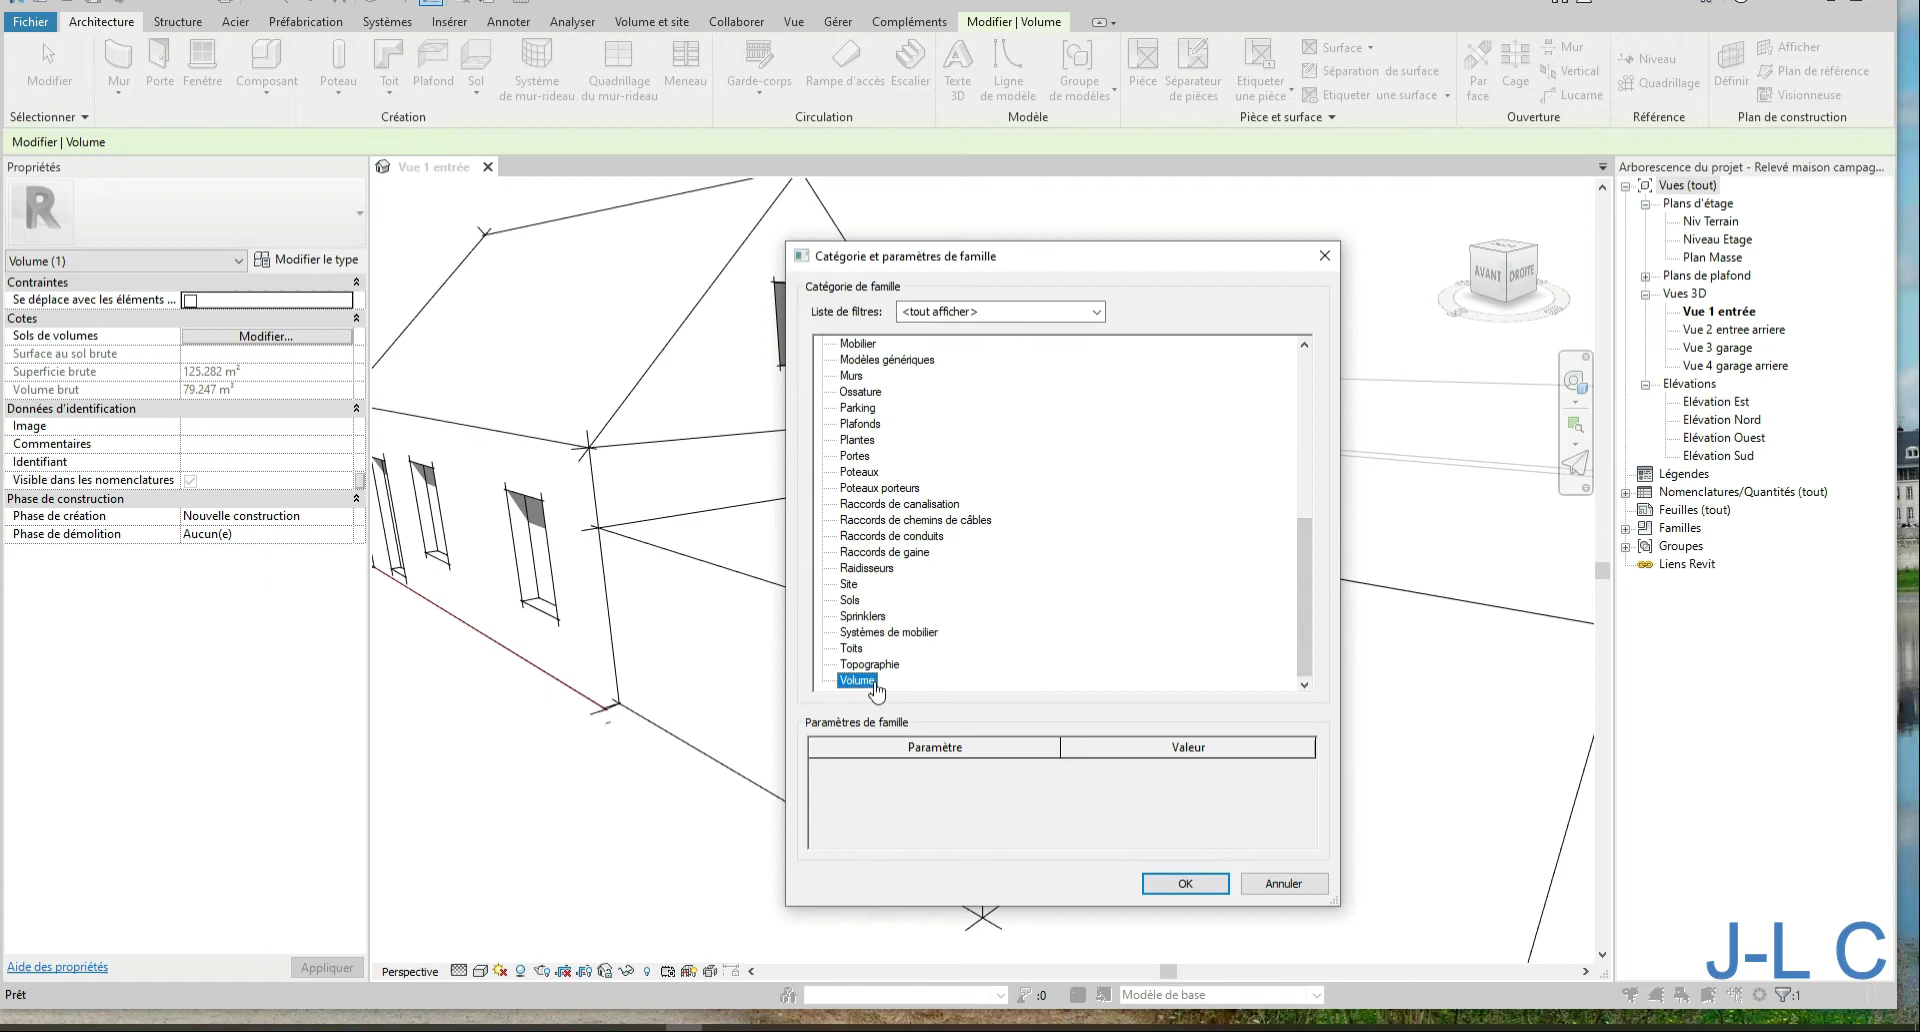 Fichier Architecture Structure Acier Préfabrication Systèmes Insérer Annoter Analyser Volume et site Collaborer Vue Gérer Compléments Modifier | Volume
Modifier Mur Porte Fenêtre Composant Poteau Toit Plafond Sol Système de mur-rideau Quadrillage du mur-rideau Meneau
Garde-corps Rampe d'accès Escalier Texte 3D Ligne de modèle Groupe de modèles
Pièce Séparateur de pièces Etiqueter une pièce
Surface
Séparation de surface
Etiqueter une surface
Par face Cage
Mur
Vertical
Lucarne
Niveau
Quadrillage
Définir
Afficher
Plan de référence
Visionneuse
Sélectionner Création Circulation Modèle Pièce et surface Ouverture Référence Plan de construction
Modifier | Volume
Propriétés
R
Volume (1) Modifier le type
Contraintes
Se déplace avec les éléments ...
Cotes
Sols de volumes Modifier...
Surface au sol brute
Superficie brute 125.282 m²
Volume brut 79.247 m³
Données d'identification
Image
Commentaires
Identifiant
Visible dans les nomenclatures
Phase de construction
Phase de création Nouvelle construction
Phase de démolition Aucun(e)
Aide des propriétés Appliquer
Vue 1 entrée
Catégorie et paramètres de famille
Catégorie de famille
Liste de filtres: <tout afficher>
Mobilier
Modèles génériques
Murs
Ossature
Parking
Plafonds
Plantes
Portes
Poteaux
Poteaux porteurs
Raccords de canalisation
Raccords de chemins de câbles
Raccords de conduits
Raccords de gaine
Raidisseurs
Site
Sols
Sprinklers
Systèmes de mobilier
Toits
Topographie
Volume
Paramètres de famille
Paramètre Valeur
OK Annuler
AVANT DROITE
Perspective
Arborescence du projet - Relevé maison campag...
Vues (tout)
Plans d'étage
Niv Terrain
Niveau Etage
Plan Masse
Plans de plafond
Vues 3D
Vue 1 entrée
Vue 2 entree arriere
Vue 3 garage
Vue 4 garage arriere
Elévations
Elévation Est
Elévation Nord
Elévation Ouest
Elévation Sud
Légendes
Nomenclatures/Quantités (tout)
Feuilles (tout)
Familles
Groupes
Liens Revit
J-L C
Prêt :0 Modèle de base :1